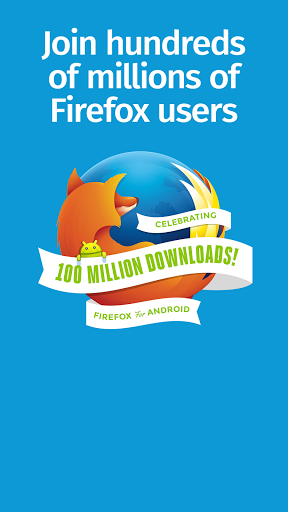 Join hundreds
of millions of
Firefox users
CELEBRATING
100 MILLION DOWNLOADS!
FIREFOX for ANDROID